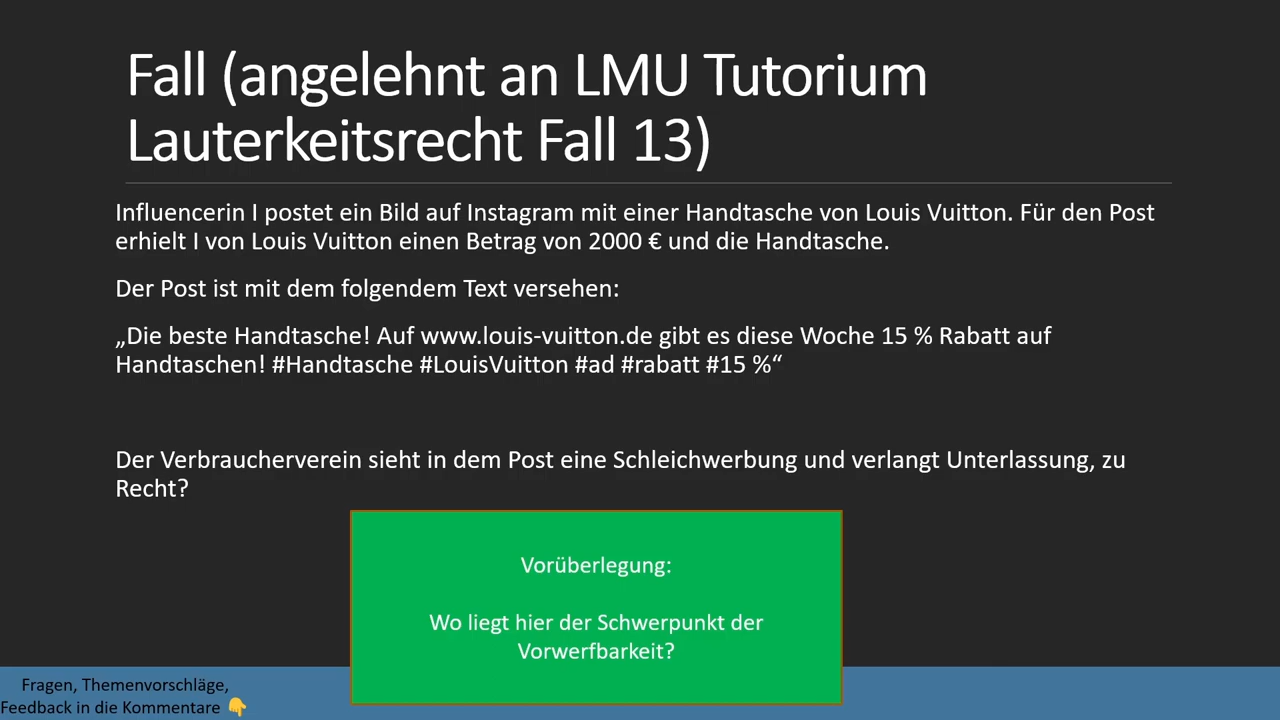 Fall (angelehnt an LMU Tutorium
Lauterkeitsrecht Fall 13)
Influencerin I postet ein Bild auf Instagram mit einer Handtasche von Louis Vuitton. Für den Post
erhielt I von Louis Vuitton einen Betrag von 2000 € und die Handtasche.
Der Post ist mit dem folgendem Text versehen:
„Die beste Handtasche! Auf www.louis-vuitton.de gibt es diese Woche 15 % Rabatt auf
Handtaschen! #Handtasche #LouisVuitton #ad #rabatt #15 %“
Der Verbraucherverein sieht in dem Post eine Schleichwerbung und verlangt Unterlassung, zu
Recht?
Vorüberlegung:
Wo liegt hier der Schwerpunkt der
Vorwerfbarkeit?
Fragen, Themenvorschläge,
Feedback in die Kommentare 👇